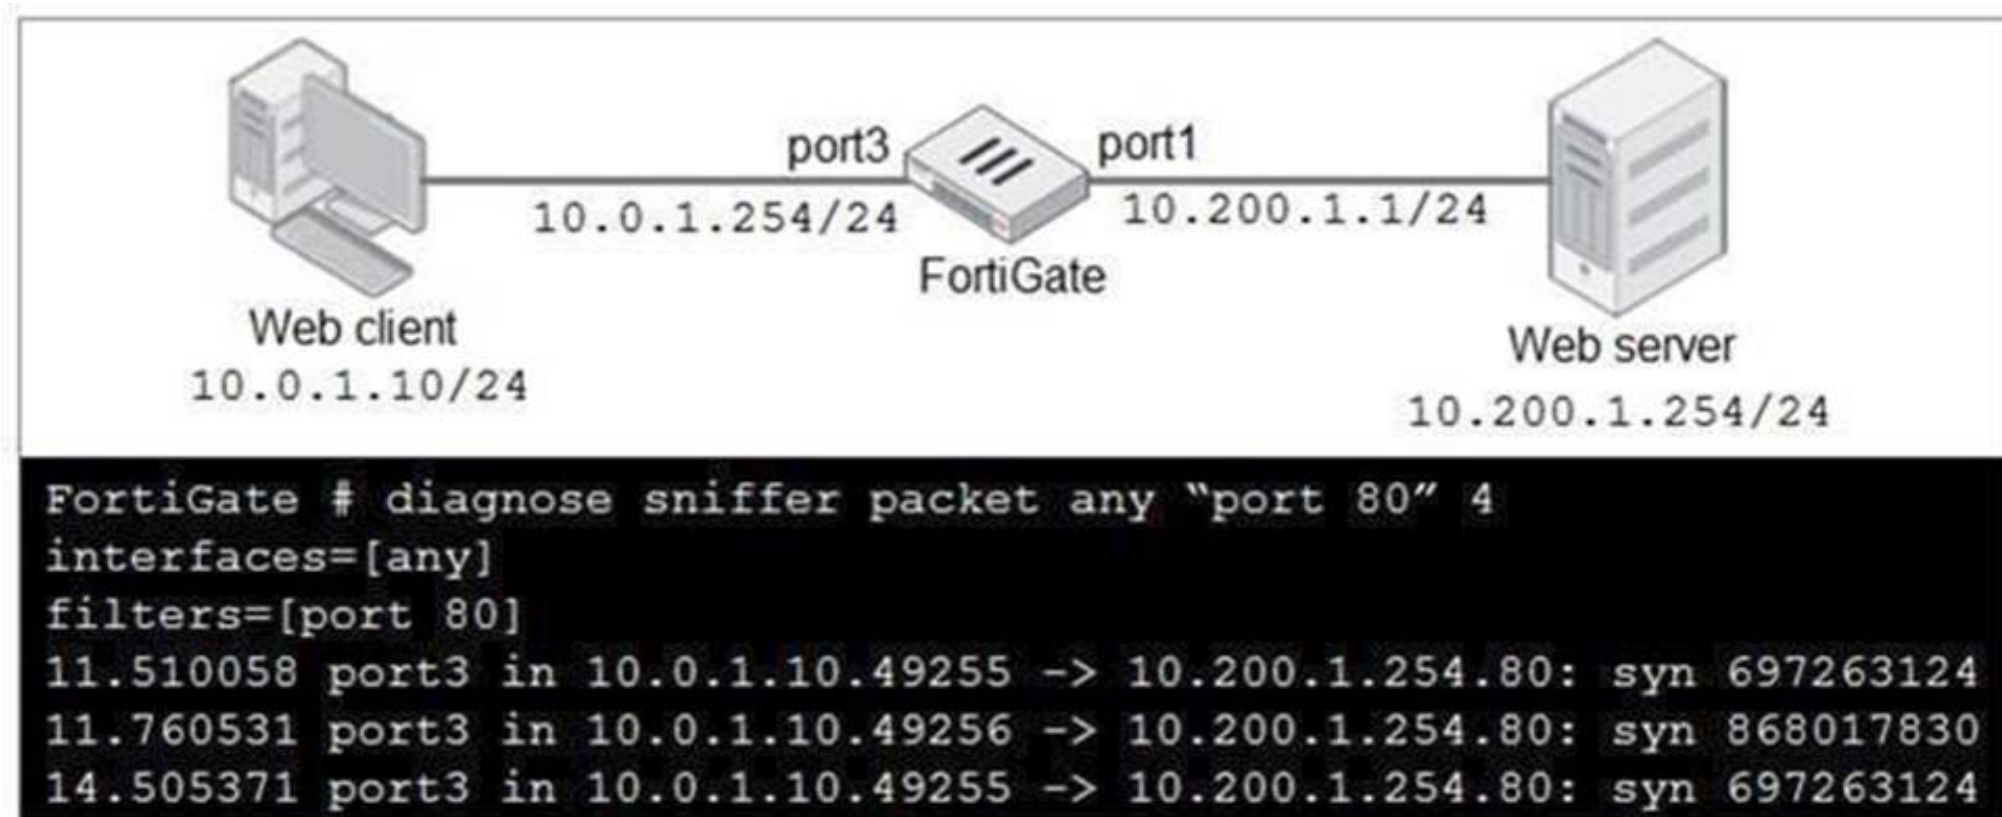 port3
port1
10.0.1.254/24
10.200.1.1/24
FortiGate
Web client
10.0.1.10/24
Web server
10.200.1.254/24
FortiGate # diagnose sniffer packet any “port 80” 4
interfaces=[any]
filters=[port 80]
11.510058 port3 in 10.0.1.10.49255 -> 10.200.1.254.80: syn 697263124
11.760531 port3 in 10.0.1.10.49256 -> 10.200.1.254.80: syn 868017830
14.505371 port3 in 10.0.1.10.49255 -> 10.200.1.254.80: syn 697263124